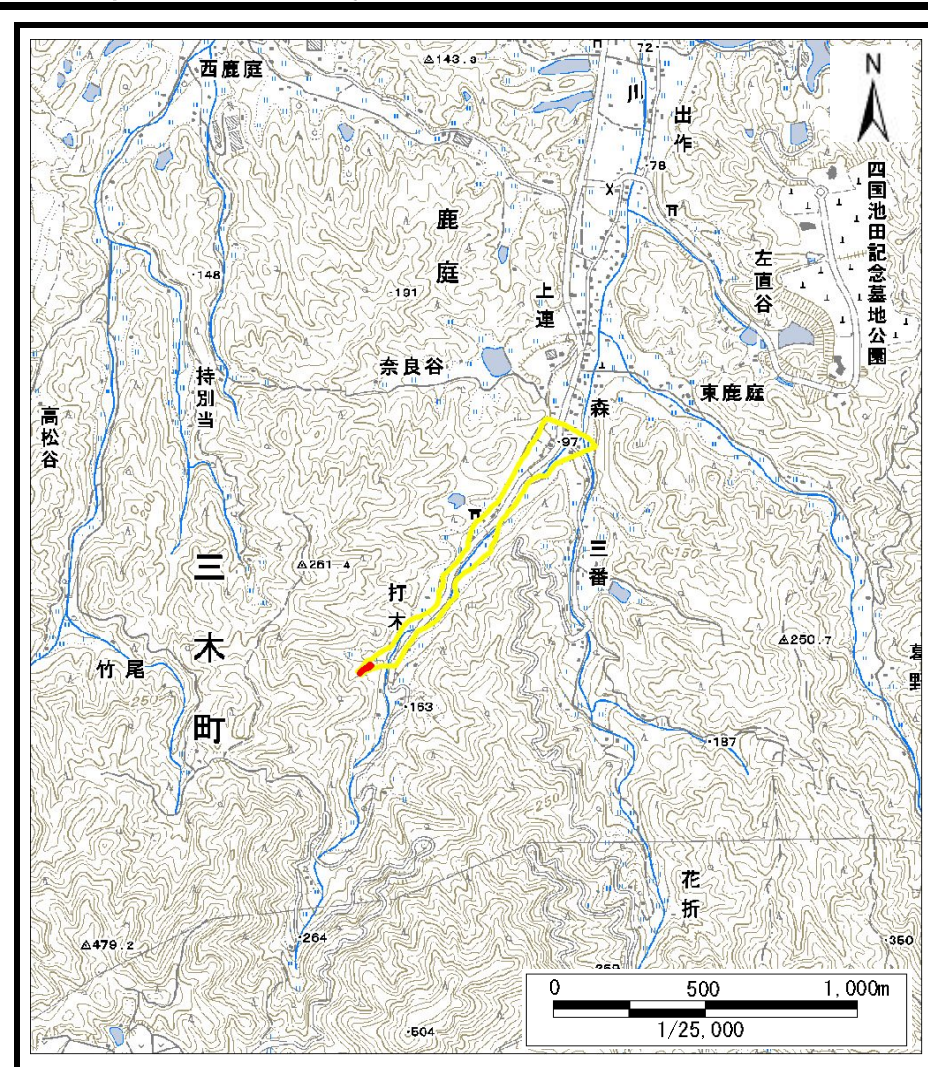 72
△143.3
N
西鹿庭
川
出作
・78
四国池田記念墓地公園
鹿庭
左直谷
・148
・191
上連
奈良谷
持別当
東鹿庭
森
高松谷
・97
三番
△261.4
打木
三木町
△250.7
竹尾
・163
・187
250
花折
△479.2
・264
・350
・504
0 500 1,000m
1/25,000